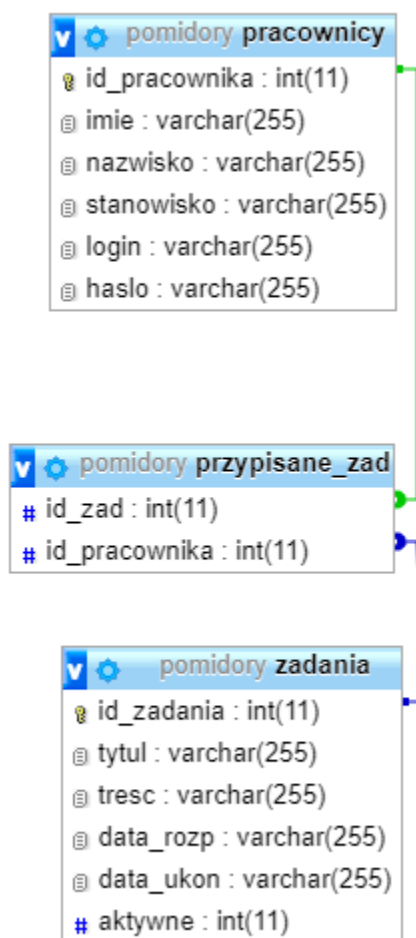 pomidory pracownicy
id_pracownika : int(11)
imie : varchar(255)
nazwisko : varchar(255)
stanowisko : varchar(255)
login : varchar(255)
haslo : varchar(255)
pomidory przypisane_zad
# id_zad : int(11)
# id_pracownika : int(11)
pomidory zadania
id_zadania : int(11)
tytul : varchar(255)
tresc : varchar(255)
data_rozp : varchar(255)
data_ukon : varchar(255)
# aktywne : int(11)